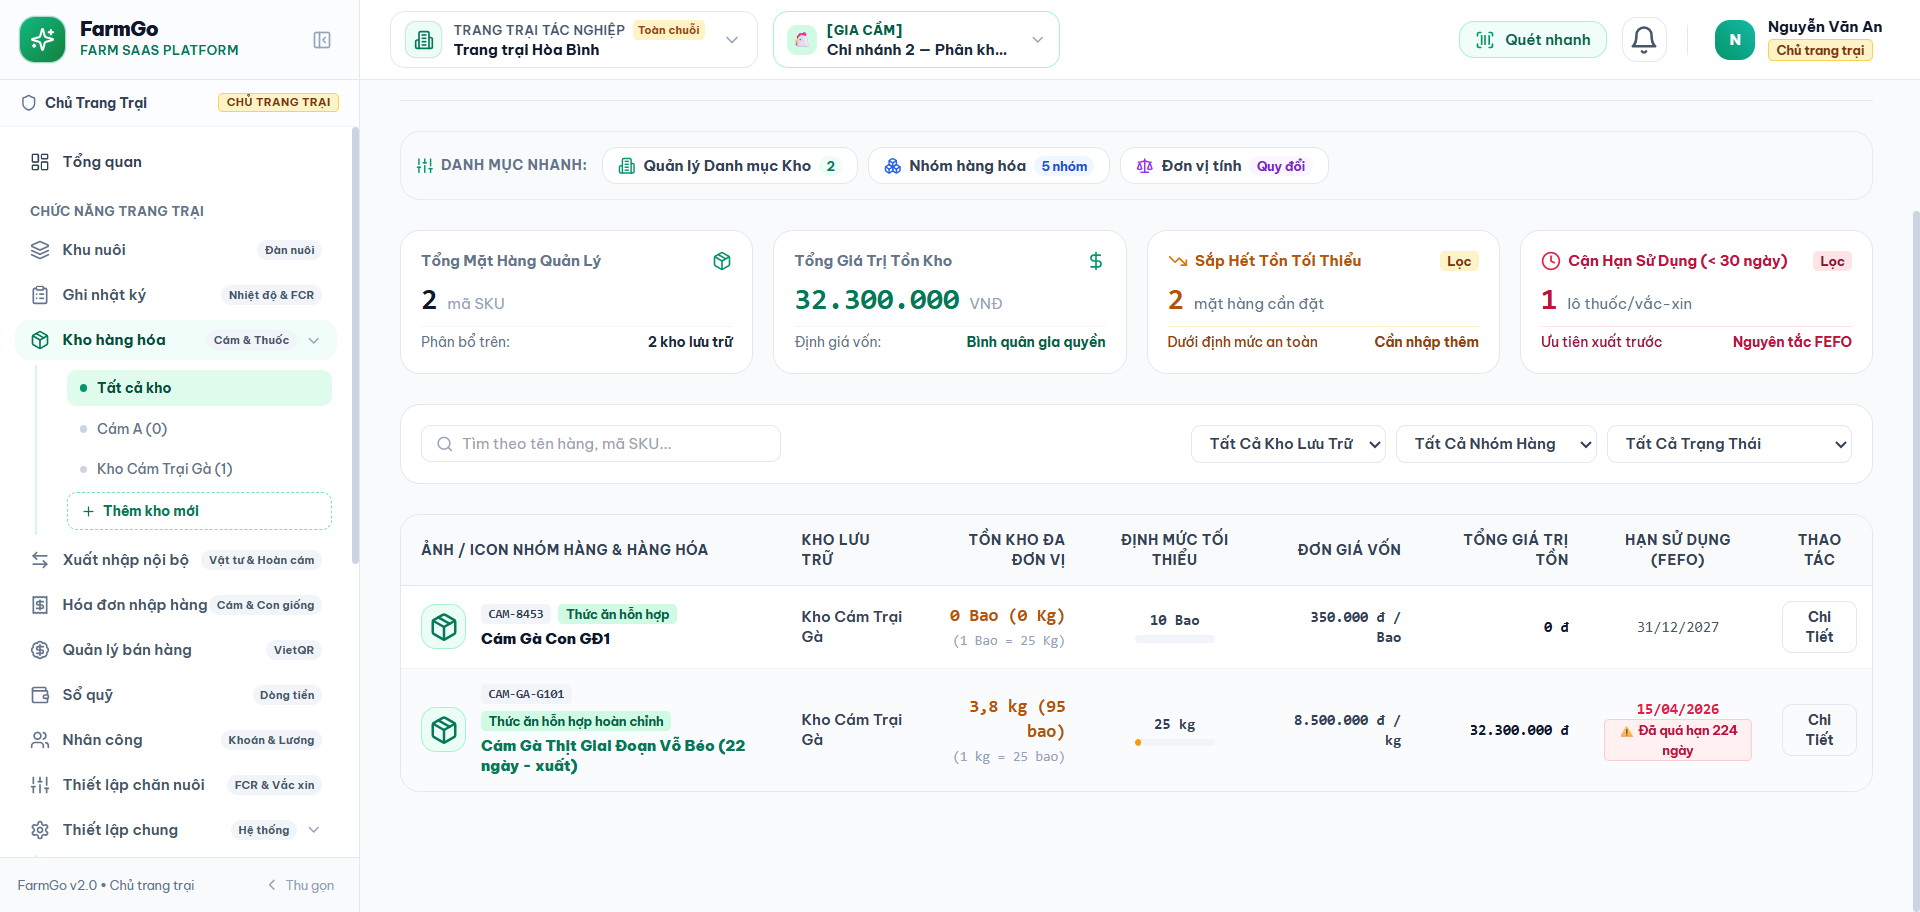 FarmGo
FARM SAAS PLATFORM
Chủ Trang Trại
CHỦ TRANG TRẠI
Tổng quan
CHỨC NĂNG TRANG TRẠI
Khu nuôi
Đàn nuôi
Ghi nhật ký
Nhiệt độ & FCR
Kho hàng hóa
Cám & Thuốc
Tất cả kho
Cám A (0)
Kho Cám Trại Gà (1)
+ Thêm kho mới
Xuất nhập nội bộ
Vật tư & Hoàn cám
Hóa đơn nhập hàng
Cám & Con giống
Quản lý bán hàng
VietQR
Sổ quỹ
Dòng tiền
Nhân công
Khoán & Lương
Thiết lập chăn nuôi
FCR & Vắc xin
Thiết lập chung
Hệ thống
FarmGo v2.0 • Chủ trang trại
Thu gọn
TRANG TRẠI TÁC NGHIỆP
Toàn chuỗi
Trang trại Hòa Bình
[GIA CẦM]
Chi nhánh 2 — Phân kh...
Quét nhanh
N
Nguyễn Văn An
Chủ trang trại
DANH MỤC NHANH:
Quản lý Danh mục Kho 2
Nhóm hàng hóa 5 nhóm
Đơn vị tính Quy đổi
Tổng Mặt Hàng Quản Lý
2 mã SKU
Phân bổ trên:
2 kho lưu trữ
Tổng Giá Trị Tồn Kho
$
32.300.000 VNĐ
Định giá vốn:
Bình quân gia quyền
Sắp Hết Tồn Tối Thiểu
Lọc
2 mặt hàng cần đặt
Dưới định mức an toàn
Cần nhập thêm
Cận Hạn Sử Dụng (< 30 ngày)
Lọc
1 lô thuốc/vắc-xin
Ưu tiên xuất trước
Nguyên tắc FEFO
Tìm theo tên hàng, mã SKU...
Tất Cả Kho Lưu Trữ
Tất Cả Nhóm Hàng
Tất Cả Trạng Thái
ẢNH / ICON NHÓM HÀNG & HÀNG HÓA
KHO LƯU
TRỮ
TỒN KHO ĐA
ĐƠN VỊ
ĐỊNH MỨC TỐI
THIỂU
ĐƠN GIÁ VỐN
TỔNG GIÁ TRỊ
TỒN
HẠN SỬ DỤNG
(FEFO)
THAO
TÁC
CAM-8453
Thức ăn hỗn hợp
Cám Gà Con GĐ1
Kho Cám Trại
Gà
0 Bao (0 Kg)
(1 Bao = 25 Kg)
10 Bao
350.000 đ /
Bao
0 đ
31/12/2027
Chi
Tiết
CAM-GA-G101
Thức ăn hỗn hợp hoàn chỉnh
Cám Gà Thịt Giai Đoạn Vỗ Béo (22
ngày - xuất)
Kho Cám Trại
Gà
3,8 kg (95
bao)
(1 kg = 25 bao)
25 kg
8.500.000 đ /
kg
32.300.000 đ
15/04/2026
⚠ Đã quá hạn 224
ngày
Chi
Tiết